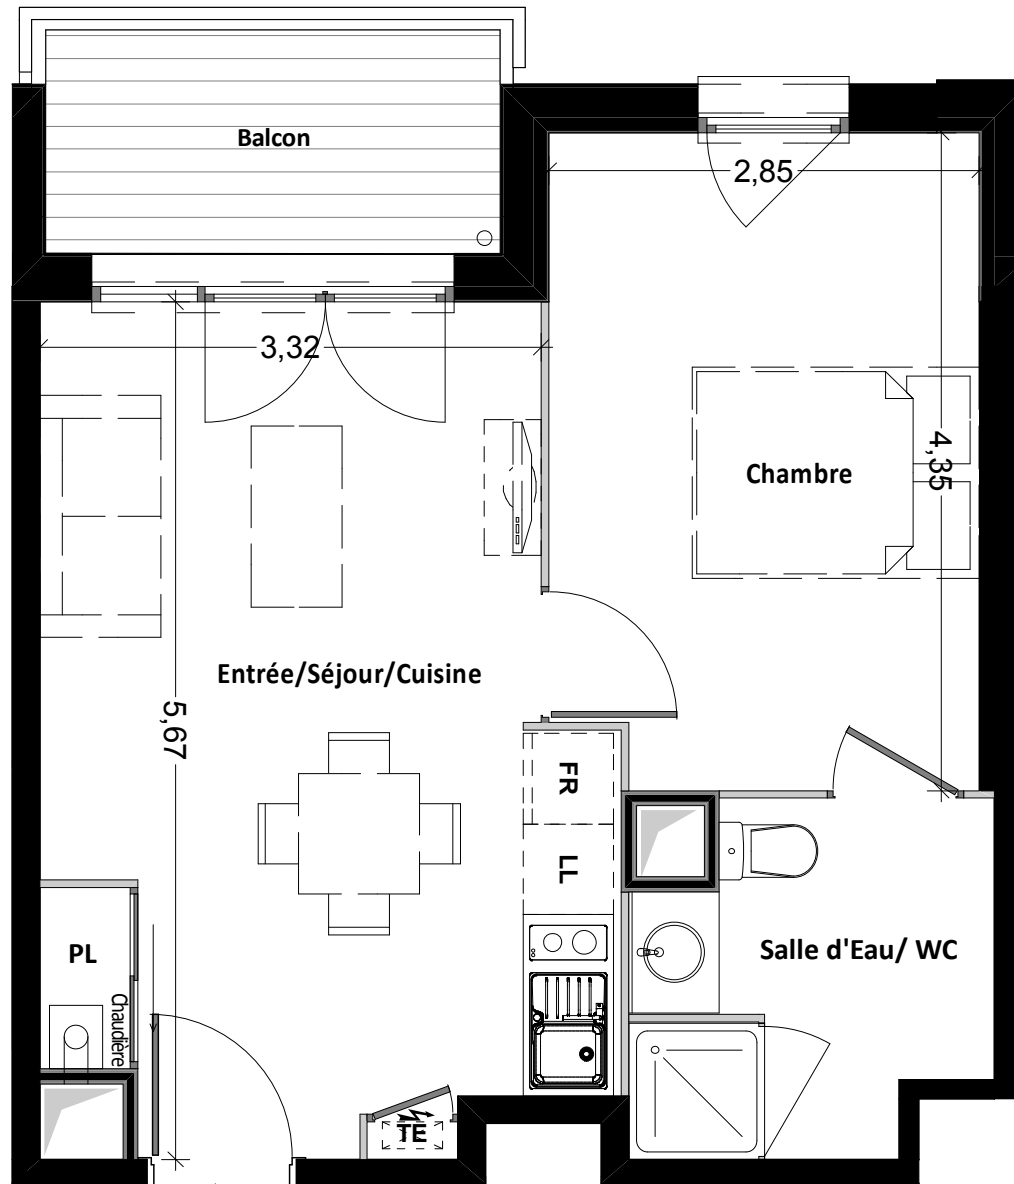 Balcon
2,85
3,32
4,35
Chambre
Entrée/Séjour/Cuisine
5,67
FR
LL
PL
Salle d'Eau/ WC
Chaudière
TE